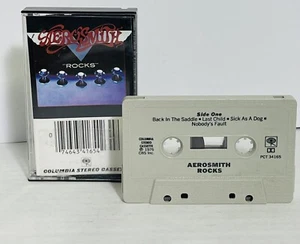 AEROSMITH
"ROCKS"
COLUMBIA STEREO CASSE
Side One
Back In The Saddle • Last Child • Sick As A Dog •
Nobody's Fault
AEROSMITH
ROCKS
PCT 34165